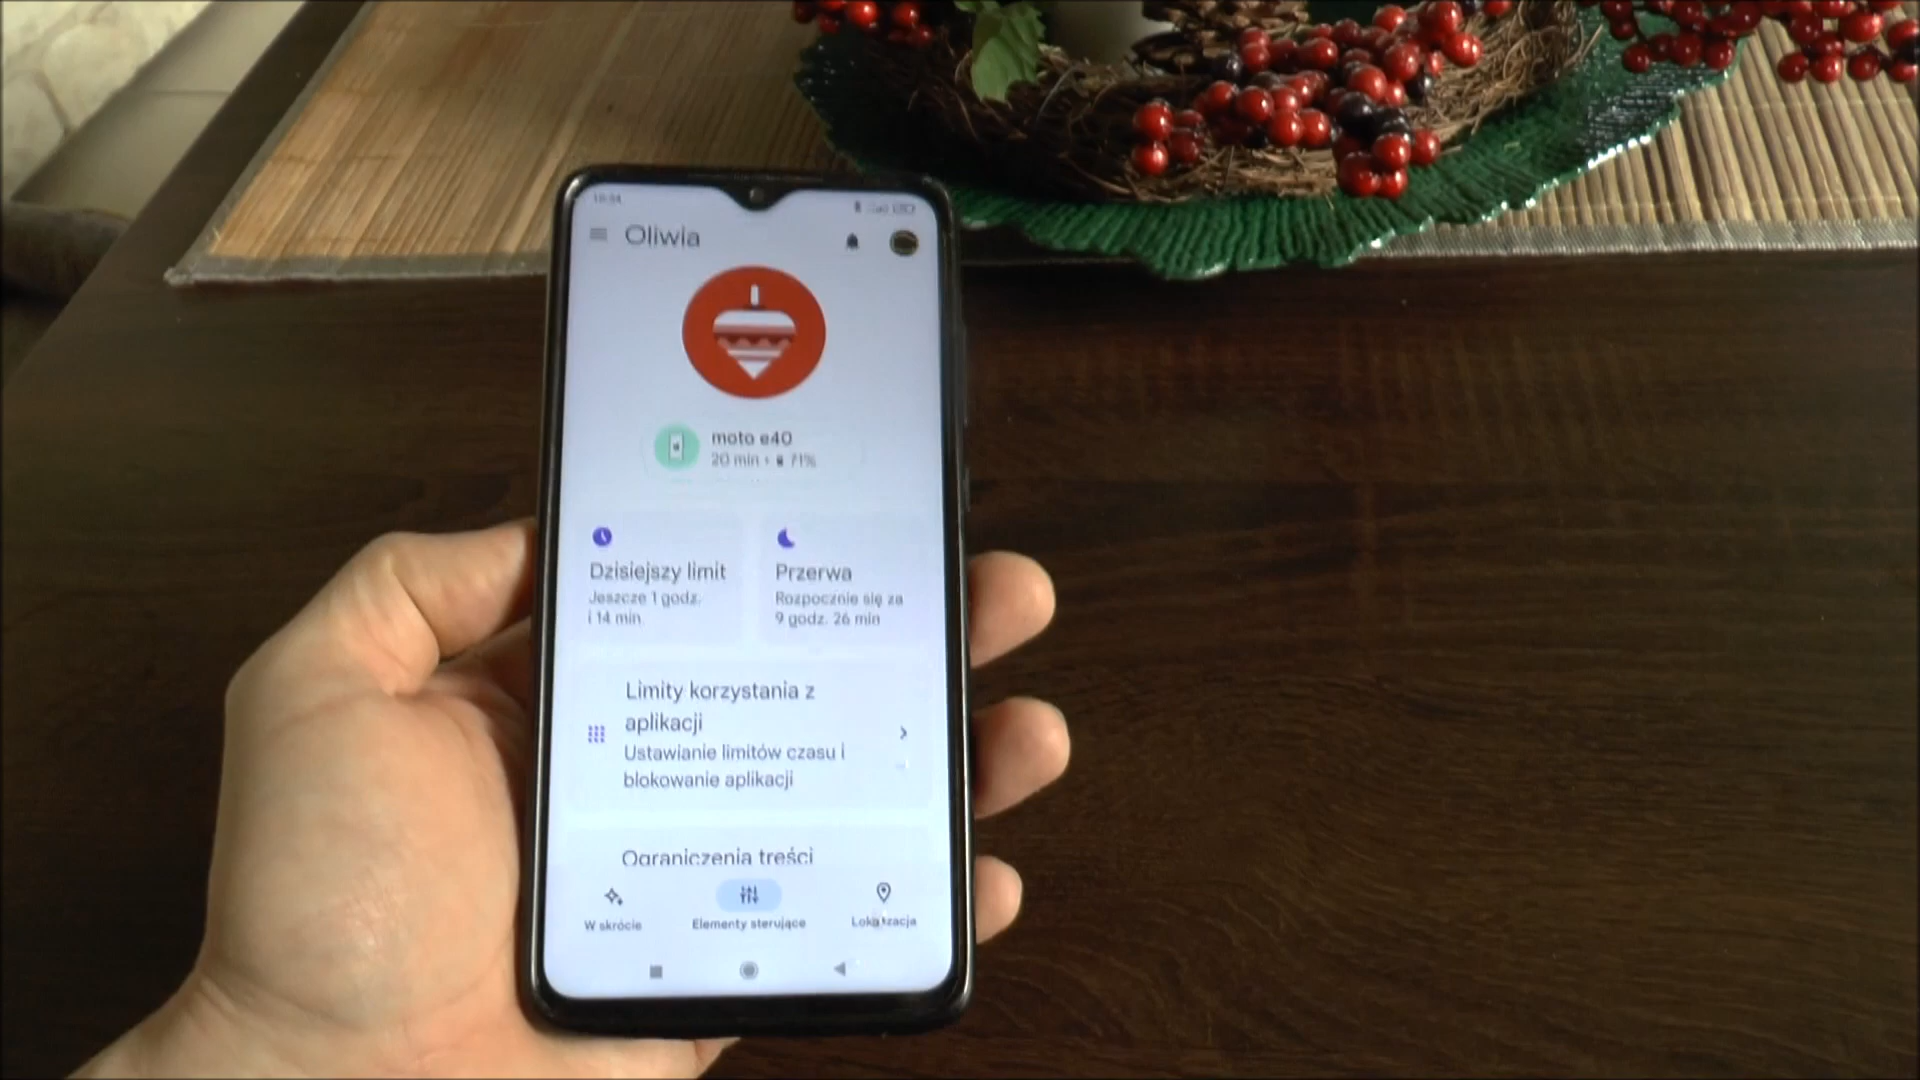 Oliwia
moto e40
20 min • 71%
Dzisiejszy limit
Jeszcze 1 godz.
i 14 min
Przerwa
Rozpocznie się za
9 godz. 26 min
Limity korzystania z
aplikacji
Ustawianie limitów czasu i
blokowanie aplikacji
Ograniczenia treści
W skrócie
Elementy sterujące
Lokalizacja